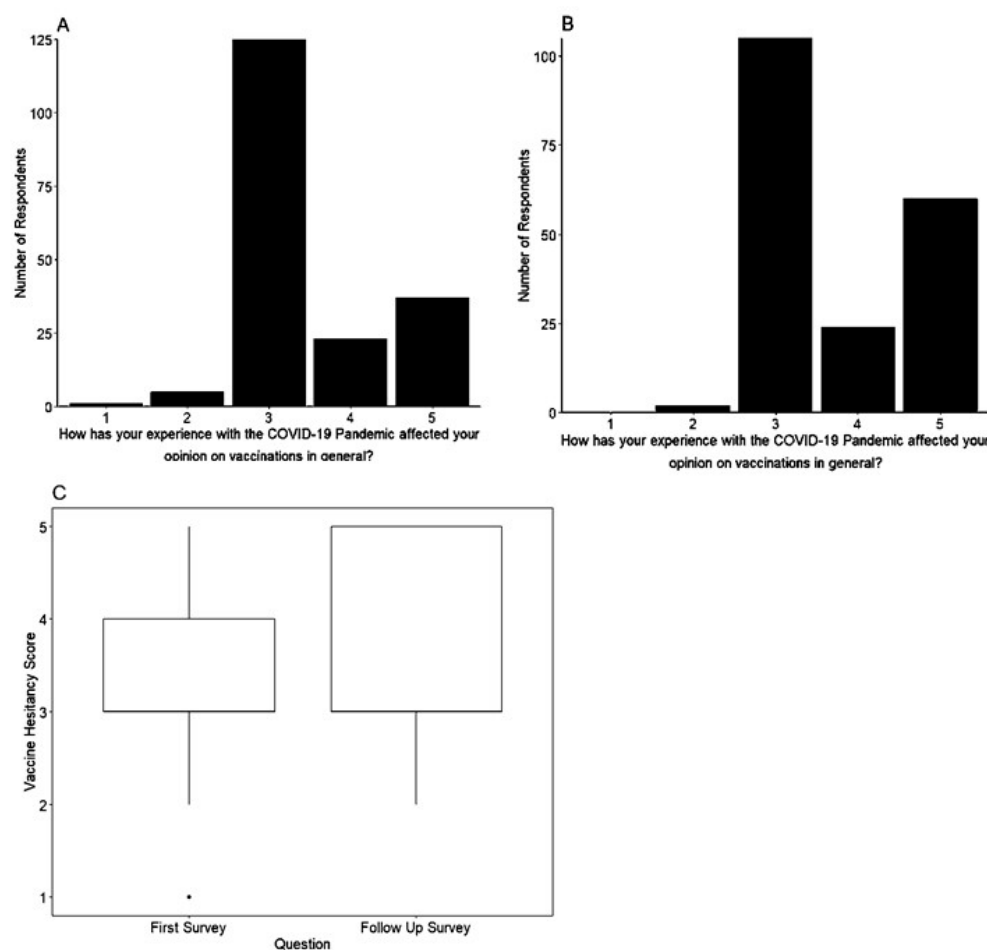 A
125
100
75
50
25
0
Number of Respondents
1 2 3 4 5
How has your experience with the COVID-19 Pandemic affected your
opinion on vaccinations in general?
B
100
75
50
25
0
Number of Respondents
1 2 3 4 5
How has your experience with the COVID-19 Pandemic affected your
opinion on vaccinations in general?
C
5
4
3
2
1
Vaccine Hesitancy Score
First Survey Follow Up Survey
Question